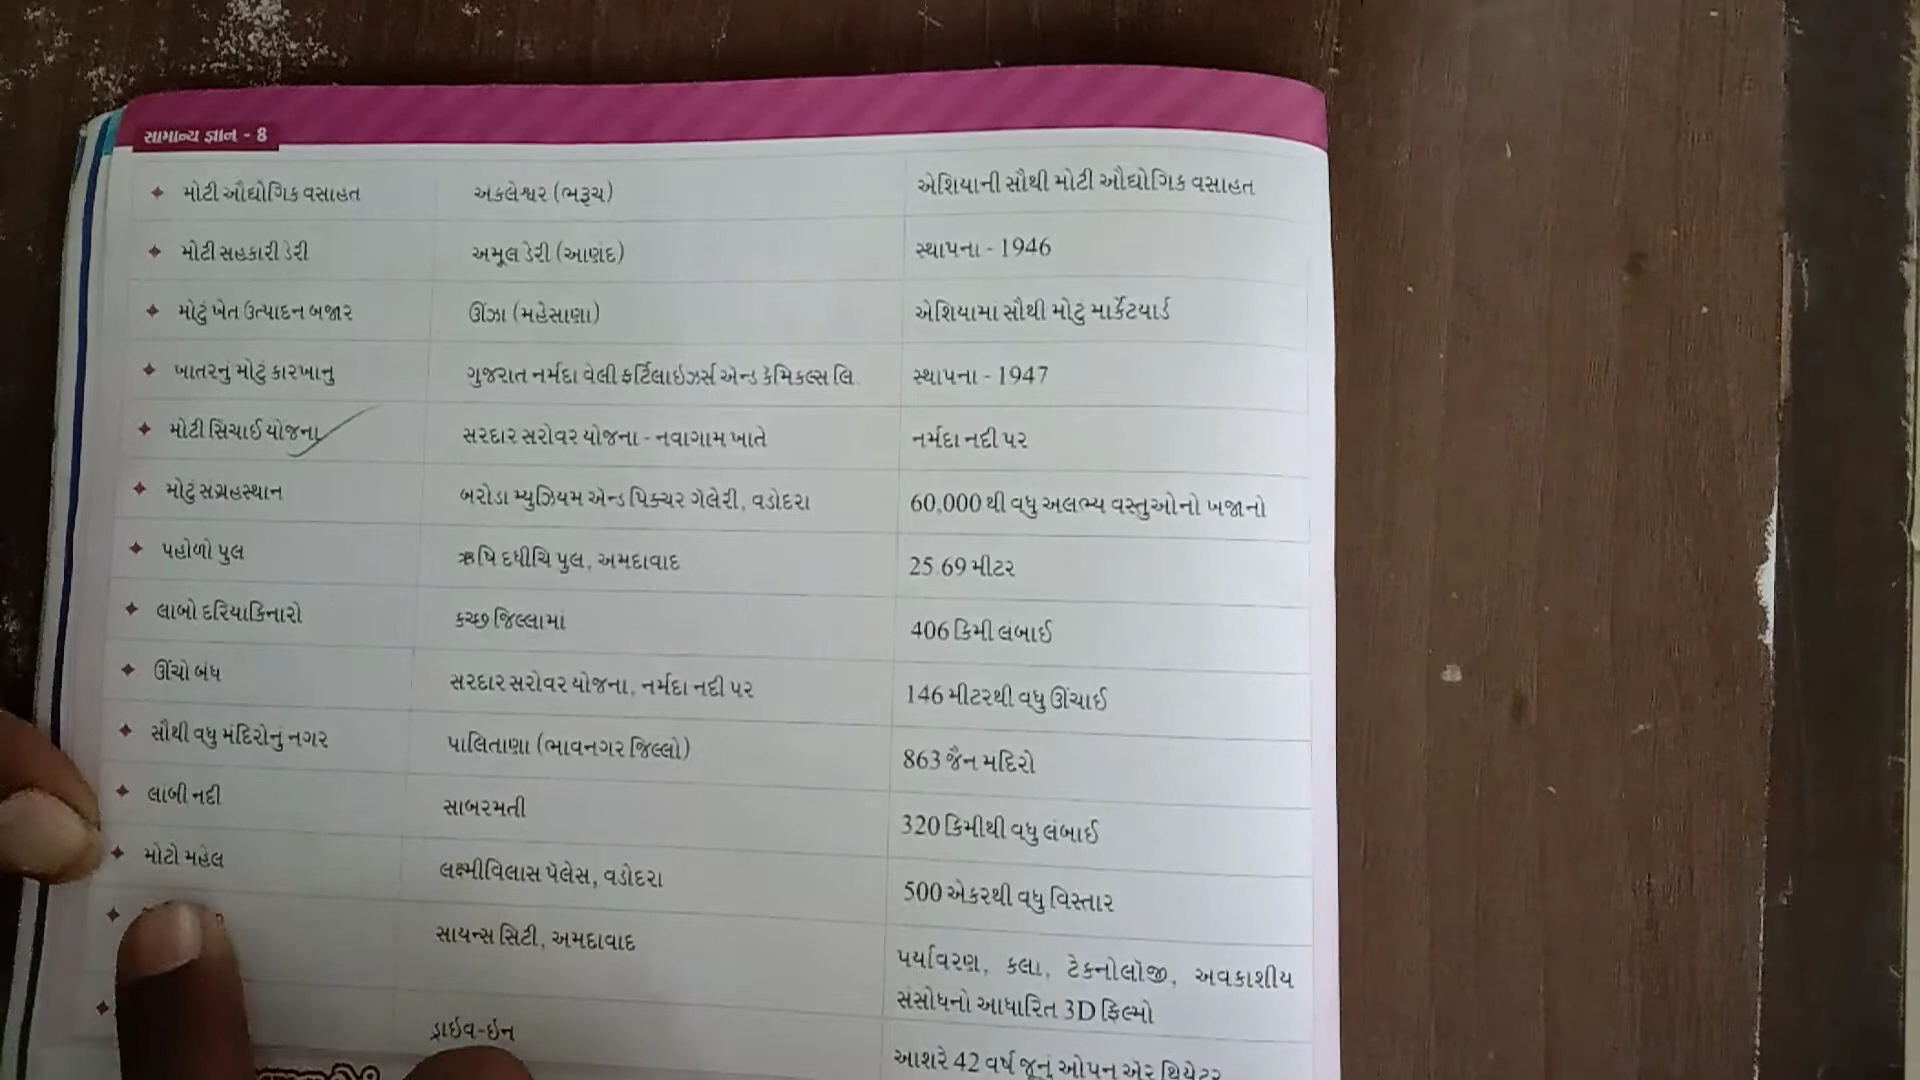 સામાન્ય જ્ઞાન - 8
મોટી ઔદ્યોગિક વસાહત અકલેશ્વર (ભરૂચ) એશિયાની સૌથી મોટી ઔદ્યોગિક વસાહત
મોટી સહકારી ડેરી અમૂલ ડેરી (આણંદ) સ્થાપના - 1946
મોટું ખેત ઉત્પાદન બજાર ઊંઝા (મહેસાણા) એશિયામાં સૌથી મોટું માર્કેટયાર્ડ
ખાતરનું મોટું કારખાનું ગુજરાત નર્મદા વેલી ફર્ટિલાઇઝર્સ ઍન્ડ કેમિકલ્સ લિ. સ્થાપના - 1947
મોટી સિચાઈ યોજના સરદાર સરોવર યોજના - નવાગામ ખાતે નર્મદા નદી પર
મોટું સંગ્રહસ્થાન બરોડા મ્યુઝિયમ ઍન્ડ પિક્ચર ગૅલેરી, વડોદરા 60,000 થી વધુ અલભ્ય વસ્તુઓનો ખજાનો
પહોળો પુલ ઋષિ દધીચિ પુલ, અમદાવાદ 25.69 મીટર
લાંબો દરિયાકિનારો કચ્છ જિલ્લામાં 406 કિમી લંબાઈ
ઊંચો બંધ સરદાર સરોવર યોજના, નર્મદા નદી પર 146 મીટરથી વધુ ઊંચાઈ
સૌથી વધુ મંદિરોનું નગર પાલિતાણા (ભાવનગર જિલ્લો) 863 જૈન મંદિરો
લાંબી નદી સાબરમતી 320 કિમીથી વધુ લંબાઈ
મોટો મહેલ લક્ષ્મીવિલાસ પૅલેસ, વડોદરા 500 એકરથી વધુ વિસ્તાર
સાયન્સ સિટી, અમદાવાદ પર્યાવરણ, કલા, ટેકનોલૉજી, અવકાશીય
સંસોધનો આધારિત 3D ફિલ્મો
ડ્રાઇવ-ઇન આશરે 42 વર્ષ જૂનું ઓપન ઍર થિયેટર